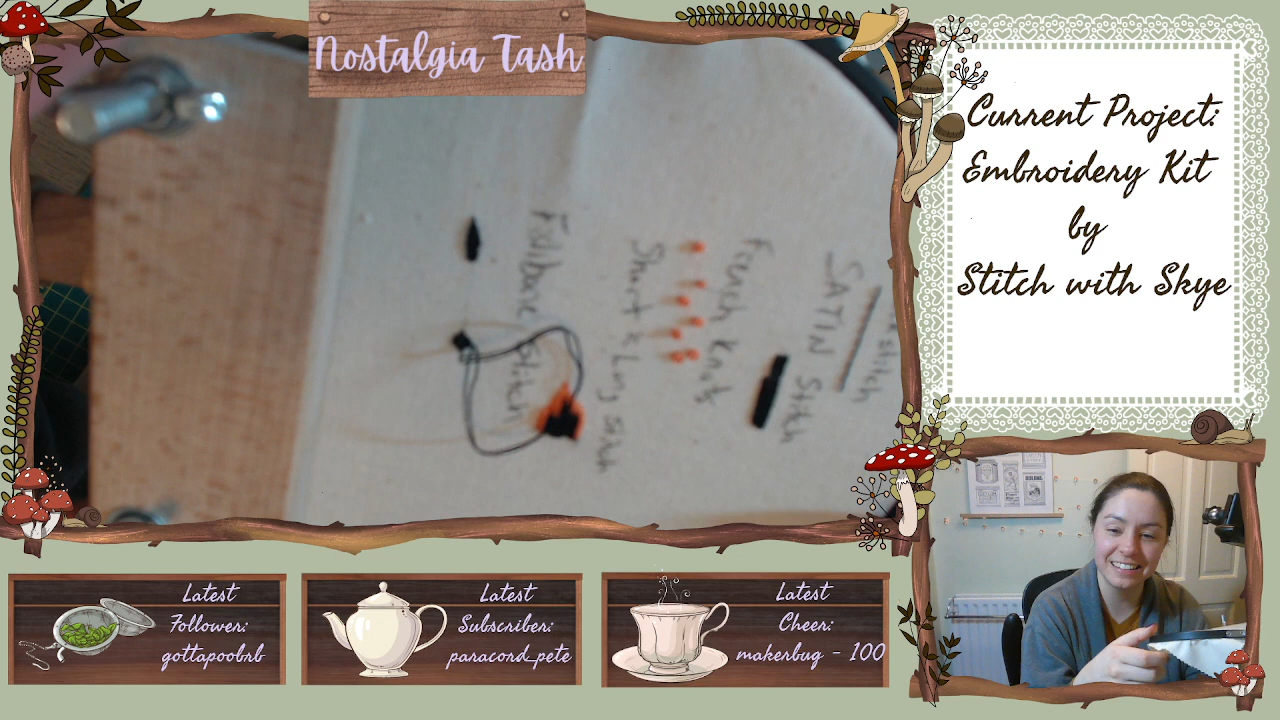 Nostalgia Tash
Current Project:
Embroidery Kit
by
Stitch with Skye
SATIN Stitch
French Knots
Short & Long Stitch
Fishbone Stitch
Latest
Follower:
gottapoobrb
Latest
Subscriber:
paracord_pete
Latest
Cheer:
makerbug - 100